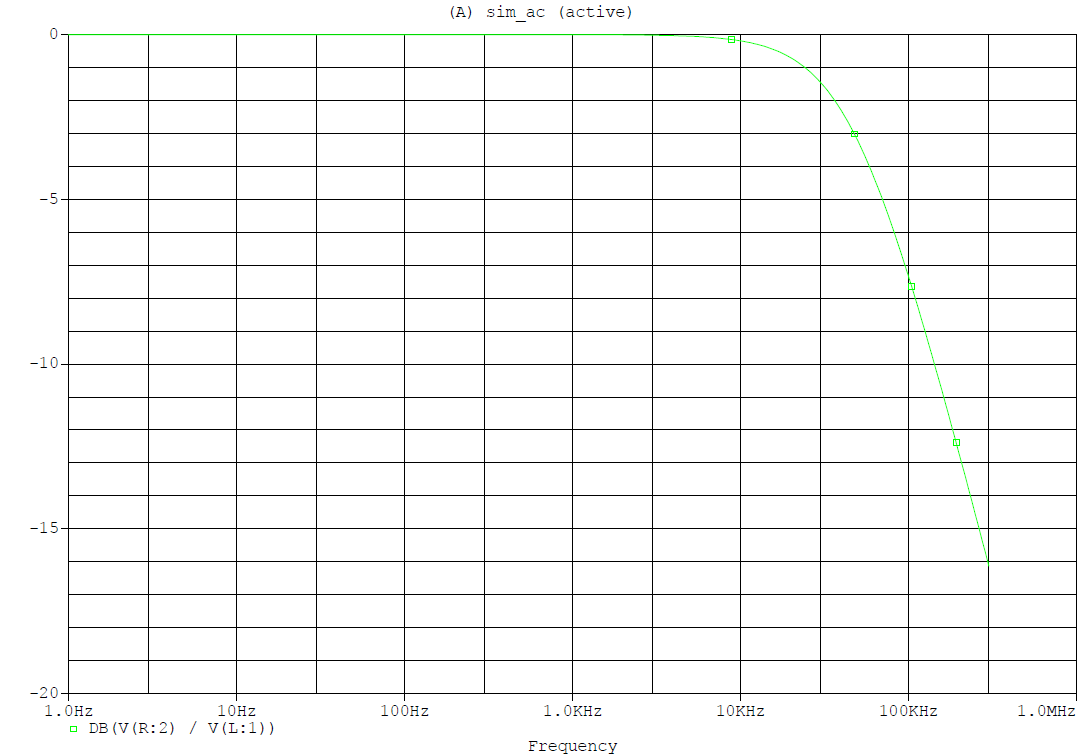 (A) sim_ac (active)
0
-5
-10
-15
-20
1.0Hz 10Hz 100Hz 1.0KHz 10KHz 100KHz 1.0MHz
DB(V(R:2) / V(L:1))
Frequency